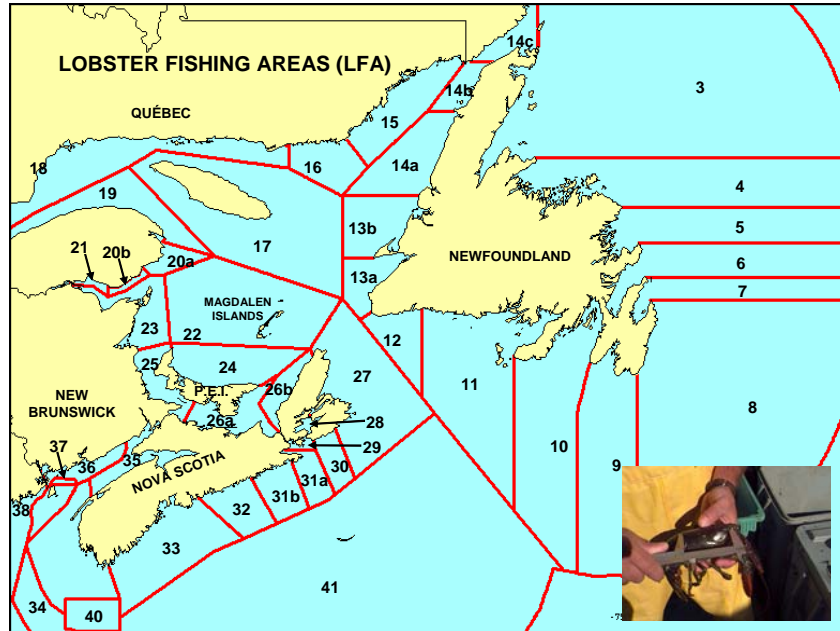 14c
LOBSTER FISHING AREAS (LFA)
3
14b
QUÉBEC
15
16
14a
18
4
19
13b
5
17
NEWFOUNDLAND
21
20b
20a
6
13a
7
MAGDALEN
ISLANDS
23
22
12
25
24
27
P.E.I.
26b
NEW
BRUNSWICK
11
8
26a
28
37
36
35
29
NOVA SCOTIA
30
10
9
31a
31b
38
32
33
41
34
40